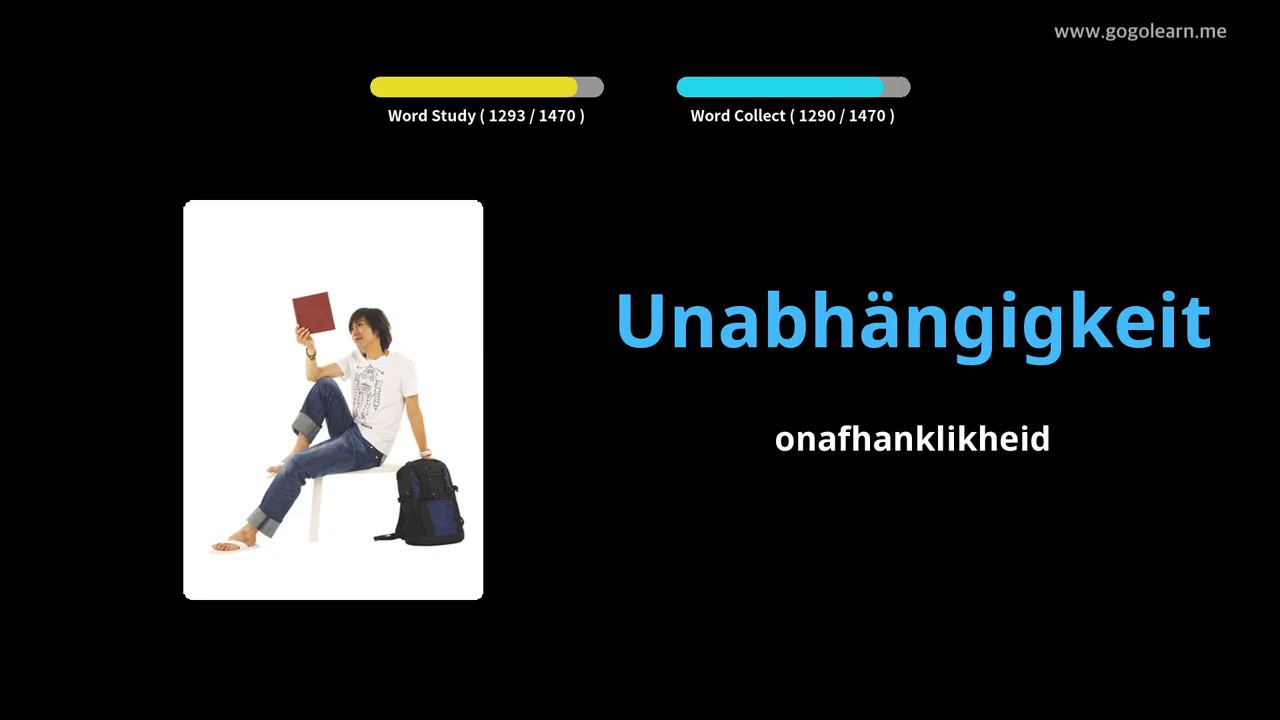 www.gogolearn.me
Word Study ( 1293 / 1470 )
Word Collect ( 1290 / 1470 )
Unabhängigkeit
onafhanklikheid